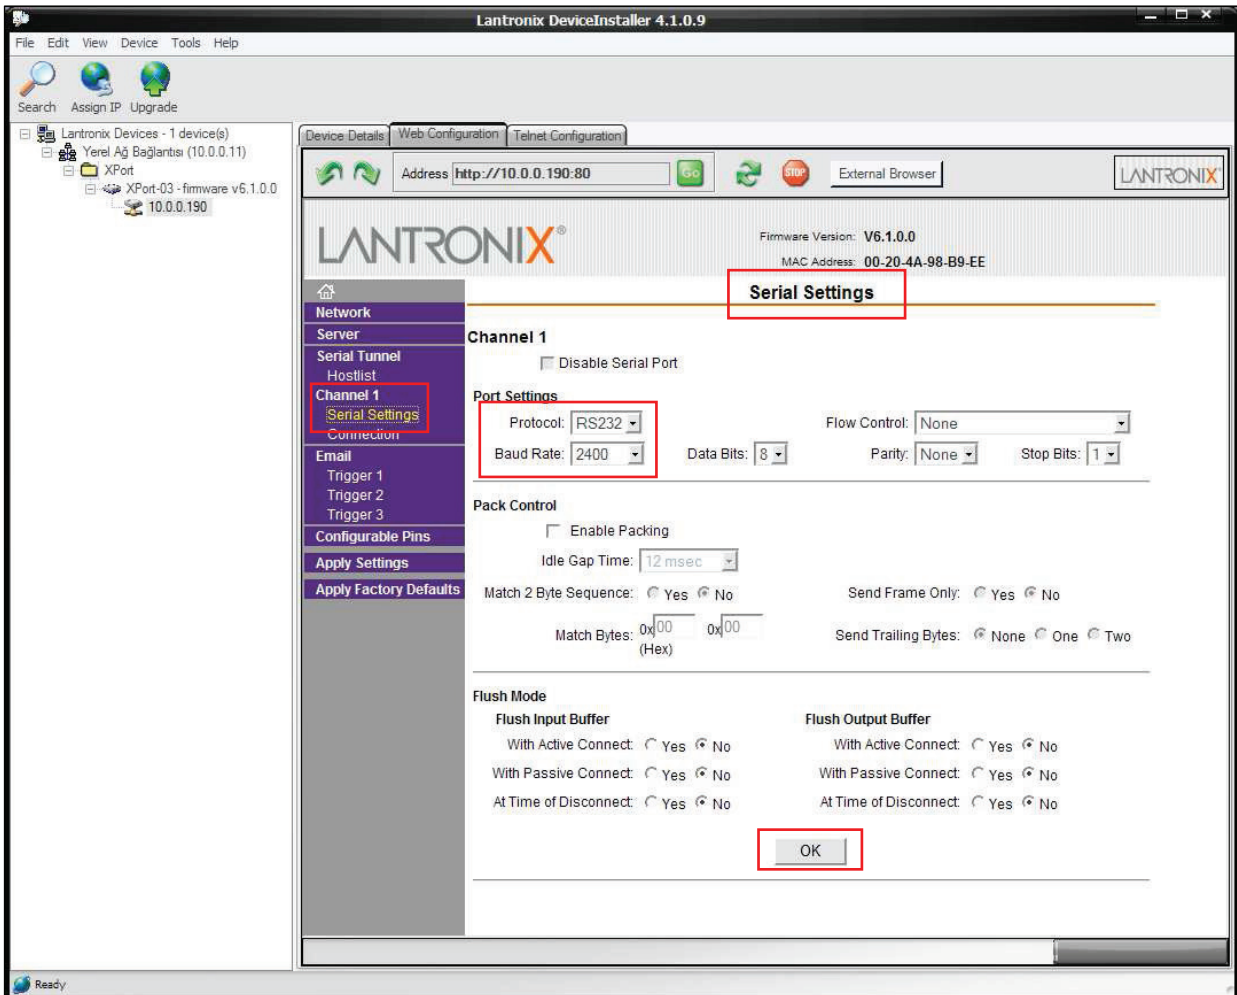 Lantronix DeviceInstaller 4.1.0.9
File Edit View Device Tools Help
Search Assign IP Upgrade
Lantronix Devices - 1 device(s)
Yerel Ağ Bağlantısı (10.0.0.11)
XPort
XPort-03 - firmware v6.1.0.0
10.0.0.190
Device Details Web Configuration Telnet Configuration
Address http://10.0.0.190:80 Go STOP External Browser LANTRONIX
LANTRONIX®
Firmware Version: V6.1.0.0
MAC Address: 00-20-4A-98-B9-EE
Network
Server
Serial Tunnel
Hostlist
Channel 1
Serial Settings
Connection
Email
Trigger 1
Trigger 2
Trigger 3
Configurable Pins
Apply Settings
Apply Factory Defaults
Serial Settings
Channel 1
Disable Serial Port
Port Settings
Protocol: RS232 Flow Control: None
Baud Rate: 2400 Data Bits: 8 Parity: None Stop Bits: 1
Pack Control
Enable Packing
Idle Gap Time: 12 msec
Match 2 Byte Sequence: Yes No Send Frame Only: Yes No
Match Bytes: 0x00 0x00 Send Trailing Bytes: None One Two
(Hex)
Flush Mode
Flush Input Buffer Flush Output Buffer
With Active Connect: Yes No With Active Connect: Yes No
With Passive Connect: Yes No With Passive Connect: Yes No
At Time of Disconnect: Yes No At Time of Disconnect: Yes No
OK
Ready